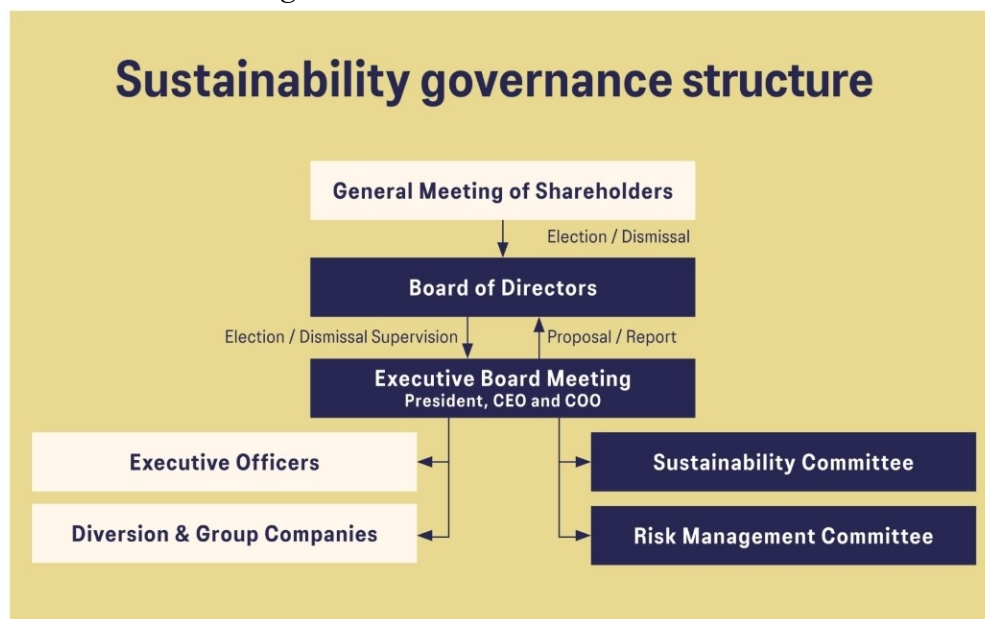 Sustainability governance structure
General Meeting of Shareholders
Election / Dismissal
Board of Directors
Election / Dismissal Supervision
Proposal / Report
Executive Board Meeting
President, CEO and COO
Executive Officers
Sustainability Committee
Diversion & Group Companies
Risk Management Committee